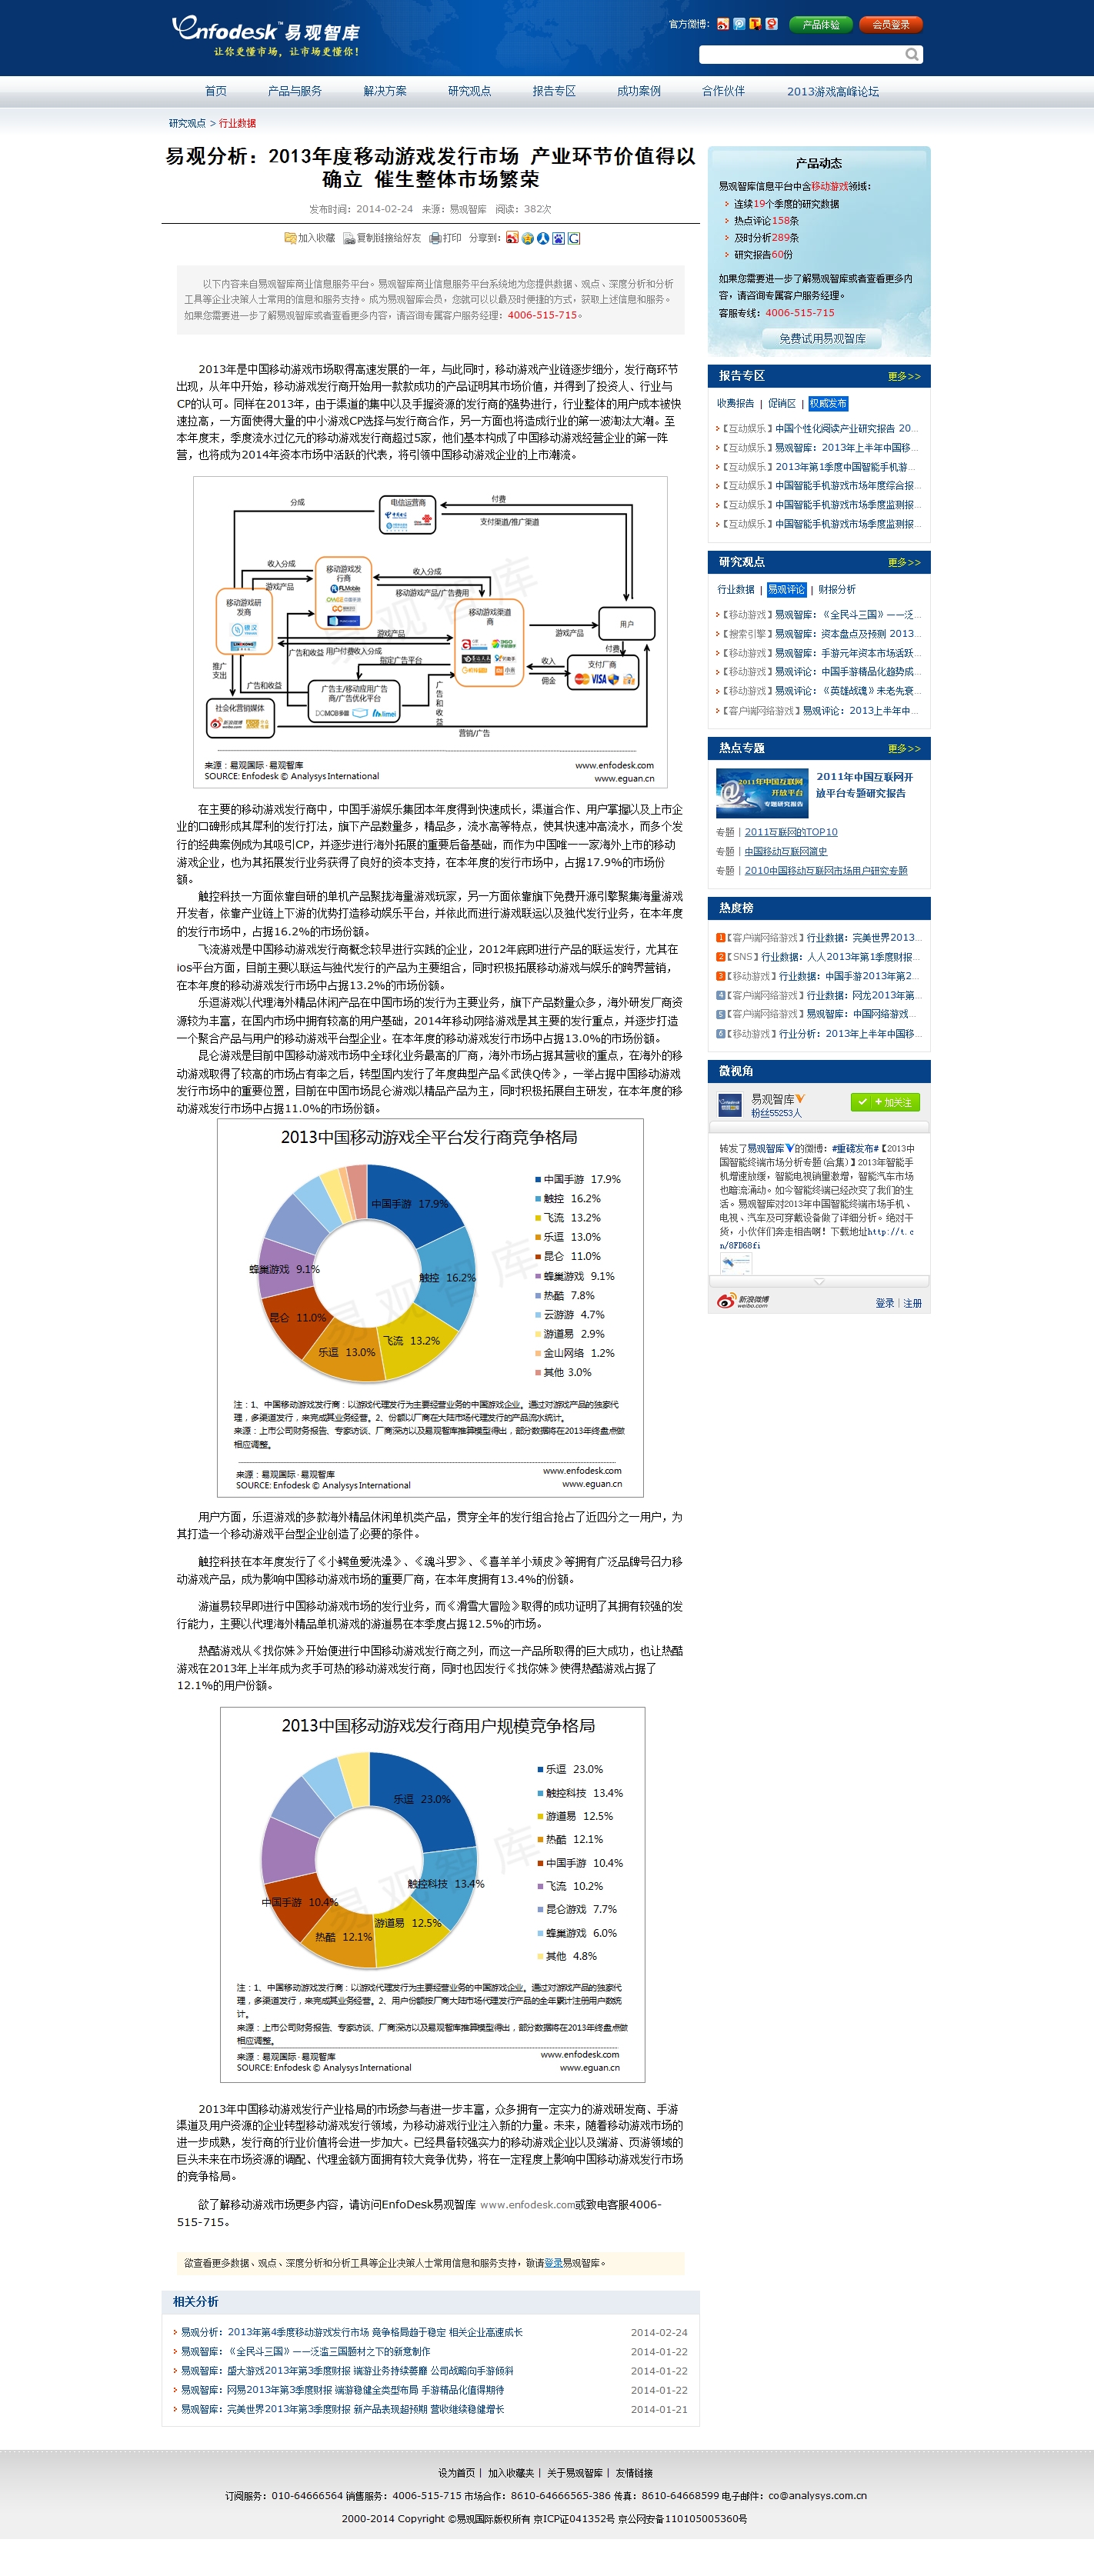 enfodesk 易观智库
让你更懂市场，让市场更懂你！
官方微博：
产品体验
会员登录
首页 产品与服务 解决方案 研究观点 报告专区 成功案例 合作伙伴 2013游戏高峰论坛
研究观点 > 行业数据
易观分析：2013年度移动游戏发行市场 产业环节价值得以
确立 催生整体市场繁荣
发布时间：2014-02-24 来源：易观智库 阅读：382次
加入收藏 复制链接给好友 打印 分享到：
以下内容来自易观智库商业信息服务平台。易观智库商业信息服务平台系统地为您提供数据、观点、深度分析和分析
工具等企业决策人士常用的信息和服务支持。成为易观智库会员，您就可以以最及时便捷的方式，获取上述信息和服务。
如果您需要进一步了解易观智库或者查看更多内容，请咨询专属客户服务经理：4006-515-715。
2013年是中国移动游戏市场取得高速发展的一年，与此同时，移动游戏产业链逐步细分，发行商环节
出现，从年中开始，移动游戏发行商开始用一款款成功的产品证明其市场价值，并得到了投资人、行业与
CP的认可。同样在2013年，由于渠道的集中以及手握资源的发行商的强势进行，行业整体的用户成本被快
速拉高，一方面使得大量的中小游戏CP选择与发行商合作，另一方面也将造成行业的第一波淘汰大潮。至
本年度末，季度流水过亿元的移动游戏发行商超过5家，他们基本构成了中国移动游戏经营企业的第一阵
营，也将成为2014年资本市场中活跃的代表，将引领中国移动游戏企业的上市潮流。
分成
电信运营商
付费
支付渠道/推广渠道
收入分成
游戏产品
移动游戏发行商
收入分成
移动游戏产品/广告费用
移动游戏研发商
移动游戏渠道商
用户
游戏产品
游戏产品
广告和收益 用户付费收入分成
付费
指定广告平台
收入
佣金
支付厂商
推广支出
广告和收益
广告主/移动应用广告商/广告优化平台
DOMOB多盟
limei
广告和收益
社会化营销媒体
营销/广告
VISA
来源：易观国际·易观智库
SOURCE: Enfodesk © Analysys International
www.enfodesk.com
www.eguan.cn
在主要的移动游戏发行商中，中国手游娱乐集团本年度得到快速成长，渠道合作、用户掌握以及上市企
业的口碑形成其犀利的发行打法，旗下产品数量多，精品多，流水高等特点，使其快速冲高流水，而多个发
行的经典案例成为其吸引CP，并逐步进行海外拓展的重要后备基础，而作为中国唯一一家海外上市的移动
游戏企业，也为其拓展发行业务获得了良好的资本支持，在本年度的发行市场中，占据17.9%的市场份
额。
触控科技一方面依靠自研的单机产品聚拢海量游戏玩家，另一方面依靠旗下免费开源引擎聚集海量游戏
开发者，依靠产业链上下游的优势打造移动娱乐平台，并依此而进行游戏联运以及独代发行业务，在本年度
的发行市场中，占据16.2%的市场份额。
飞流游戏是中国移动游戏发行商概念较早进行实践的企业，2012年底即进行产品的联运发行，尤其在
ios平台方面，目前主要以联运与独代发行的产品为主要组合，同时积极拓展移动游戏与娱乐的跨界营销，
在本年度的移动游戏发行市场中占据13.2%的市场份额。
乐逗游戏以代理海外精品休闲产品在中国市场的发行为主要业务，旗下产品数量众多，海外研发厂商资
源较为丰富，在国内市场中拥有较高的用户基础，2014年移动网络游戏是其主要的发行重点，并逐步打造
一个聚合产品与用户的移动游戏平台型企业。在本年度的移动游戏发行市场中占据13.0%的市场份额。
昆仑游戏是目前中国移动游戏市场中全球化业务最高的厂商，海外市场占据其营收的重点，在海外的移
动游戏取得了较高的市场占有率之后，转型国内发行了年度典型产品《武侠Q传》，一举占据中国移动游戏
发行市场中的重要位置，目前在中国市场昆仑游戏以精品产品为主，同时积极拓展自主研发，在本年度的移
动游戏发行市场中占据11.0%的市场份额。
2013中国移动游戏全平台发行商竞争格局
中国手游 17.9%
触控 16.2%
飞流 13.2%
乐逗 13.0%
昆仑 11.0%
蜂巢游戏 9.1%
中国手游 17.9%
触控 16.2%
飞流 13.2%
乐逗 13.0%
昆仑 11.0%
蜂巢游戏 9.1%
热酷 7.8%
云游游 4.7%
游道易 2.9%
金山网络 1.2%
其他 3.0%
注：1、中国移动游戏发行商：以游戏代理发行为主要经营业务的中国游戏企业。通过对游戏产品的独家代
理，多渠道发行，来完成其业务经营。2、份额以厂商在大陆市场代理发行的产品流水统计。
来源：上市公司财务报告、专家访谈、厂商深访以及易观智库推算模型得出，部分数据将在2013年终盘点做
相应调整。
来源：易观国际·易观智库
SOURCE: Enfodesk © Analysys International
www.enfodesk.com
www.eguan.cn
用户方面，乐逗游戏的多款海外精品休闲单机类产品，贯穿全年的发行组合抢占了近四分之一用户，为
其打造一个移动游戏平台型企业创造了必要的条件。
触控科技在本年度发行了《小鳄鱼爱洗澡》、《魂斗罗》、《喜羊羊小顽皮》等拥有广泛品牌号召力移
动游戏产品，成为影响中国移动游戏市场的重要厂商，在本年度拥有13.4%的份额。
游道易较早即进行中国移动游戏市场的发行业务，而《滑雪大冒险》取得的成功证明了其拥有较强的发
行能力，主要以代理海外精品单机游戏的游道易在本季度占据12.5%的市场。
热酷游戏从《找你妹》开始便进行中国移动游戏发行商之列，而这一产品所取得的巨大成功，也让热酷
游戏在2013年上半年成为炙手可热的移动游戏发行商，同时也因发行《找你妹》使得热酷游戏占据了
12.1%的用户份额。
2013中国移动游戏发行商用户规模竞争格局
乐逗 23.0%
触控科技 13.4%
游道易 12.5%
热酷 12.1%
中国手游 10.4%
乐逗 23.0%
触控科技 13.4%
游道易 12.5%
热酷 12.1%
中国手游 10.4%
飞流 10.2%
昆仑游戏 7.7%
蜂巢游戏 6.0%
其他 4.8%
注：1、中国移动游戏发行商：以游戏代理发行为主要经营业务的中国游戏企业。通过对游戏产品的独家代
理，多渠道发行，来完成其业务经营。2、用户份额按厂商大陆市场代理发行产品的全年累计注册用户数统
计。
来源：上市公司财务报告、专家访谈、厂商深访以及易观智库推算模型得出，部分数据将在2013年终盘点做
相应调整。
来源：易观国际·易观智库
SOURCE: Enfodesk © Analysys International
www.enfodesk.com
www.eguan.cn
2013年中国移动游戏发行产业格局的市场参与者进一步丰富，众多拥有一定实力的游戏研发商、手游
渠道及用户资源的企业转型移动游戏发行领域，为移动游戏行业注入新的力量。未来，随着移动游戏市场的
进一步成熟，发行商的行业价值将会进一步加大。已经具备较强实力的移动游戏企业以及端游、页游领域的
巨头未来在市场资源的调配、代理金额方面拥有较大竞争优势，将在一定程度上影响中国移动游戏发行市场
的竞争格局。
欲了解移动游戏市场更多内容，请访问EnfoDesk易观智库 www.enfodesk.com或致电客服4006-
515-715。
欲查看更多数据、观点、深度分析和分析工具等企业决策人士常用信息和服务支持，敬请登录易观智库。
相关分析
易观分析：2013年第4季度移动游戏发行市场 竟争格局趋于稳定 相关企业高速成长 2014-02-24
易观智库：《全民斗三国》——泛滥三国题材之下的新意制作 2014-01-22
易观智库：盛大游戏2013年第3季度财报 端游业务持续萎靡 公司战略向手游倾斜 2014-01-22
易观智库：网易2013年第3季度财报 端游稳健全类型布局 手游精品化值得期待 2014-01-22
易观智库：完美世界2013年第3季度财报 新产品表现超预期 营收继续稳健增长 2014-01-21
产品动态
易观智库信息平台中含移动游戏领域：
连续19个季度的研究数据
热点评论158条
及时分析289条
研究报告60份
如果您需要进一步了解易观智库或者查看更多内
容，请咨询专属客户服务经理。
客服专线：4006-515-715
免费试用易观智库
报告专区 更多>>
收费报告 | 促销区 | 权威发布
【互动娱乐】中国个性化阅读产业研究报告 20...
【互动娱乐】易观智库：2013年上半年中国移...
【互动娱乐】2013年第1季度中国智能手机游...
【互动娱乐】中国智能手机游戏市场年度综合报...
【互动娱乐】中国智能手机游戏市场季度监测报...
【互动娱乐】中国智能手机游戏市场季度监测报...
研究观点 更多>>
行业数据 | 易观评论 | 财报分析
【移动游戏】易观智库：《全民斗三国》——泛...
【搜索引擎】易观智库：资本盘点及预测 2013...
【移动游戏】易观智库：手游元年资本市场活跃...
【移动游戏】易观评论：中国手游精品化趋势成...
【移动游戏】易观评论：《英雄战魂》未老先衰...
【客户端网络游戏】易观评论：2013上半年中...
热点专题 更多>>
2011年中国互联网
开放平台
专题研究报告
2011年中国互联网开
放平台专题研究报告
专题 | 2011互联网的TOP10
专题 | 中国移动互联网简史
专题 | 2010中国移动互联网市场用户研究专题
热度榜
1【客户端网络游戏】行业数据：完美世界2013...
2【SNS】行业数据：人人2013年第1季度财报...
3【移动游戏】行业数据：中国手游2013年第2...
4【客户端网络游戏】行业数据：网龙2013年第...
5【客户端网络游戏】易观智库：中国网络游戏...
6【移动游戏】行业分析：2013年上半年中国移...
微视角
易观智库
粉丝55253人
加关注
转发了易观智库的微博：#重磅发布#【2013中
国智能终端市场分析专题(合集)】2013年智能手
机增速放缓，智能电视销量激增，智能汽车市场
也暗流涌动。如今智能终端已经改变了我们的生
活。易观智库对2013年中国智能终端市场手机、
电视、汽车及可穿戴设备做了详细分析。绝对干
货，小伙伴们奔走相告啊！下载地址http://t.c
n/8FD68fi
新浪微博
weibo.com
登录 | 注册
设为首页 | 加入收藏夹 | 关于易观智库 | 友情链接
订阅服务：010-64666564 销售服务：4006-515-715 市场合作：8610-64666565-386 传真：8610-64668599 电子邮件：co@analysys.com.cn
2000-2014 Copyright ©易观国际版权所有 京ICP证041352号 京公网安备110105005360号